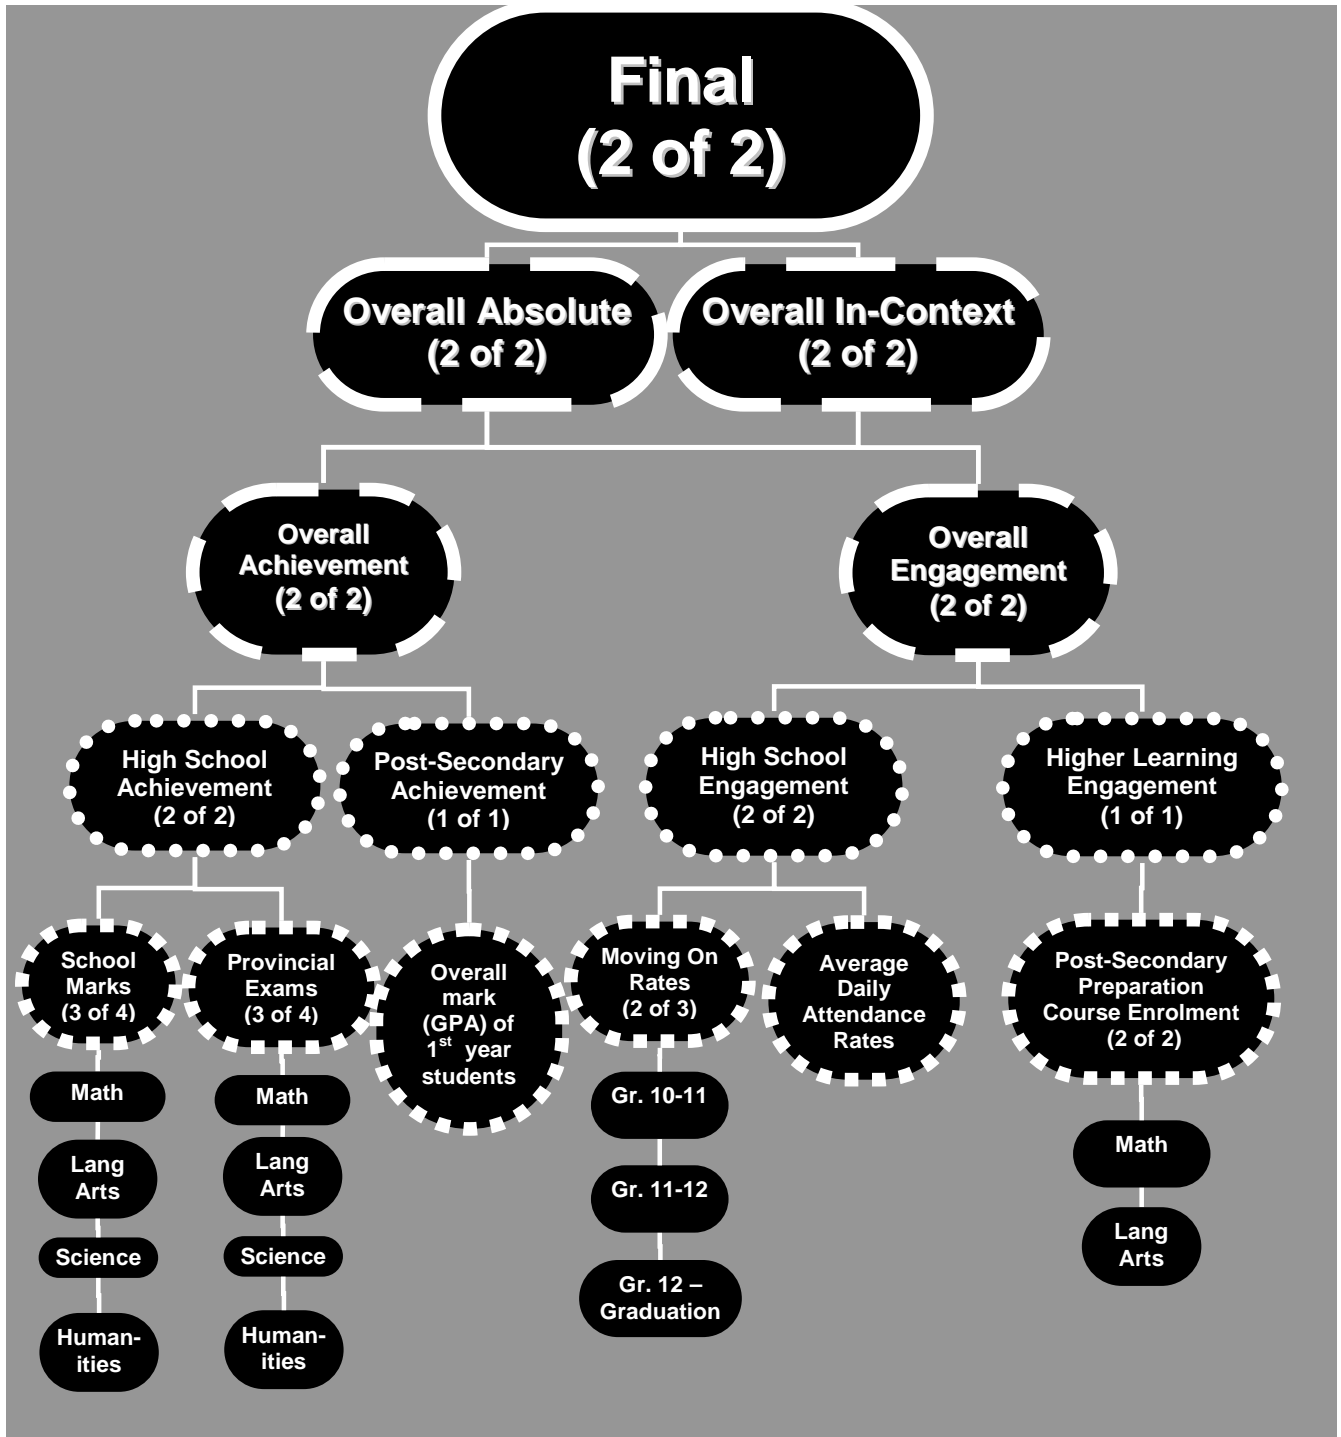 Final
(2 of 2)
Overall Absolute
(2 of 2)
Overall In-Context
(2 of 2)
Overall
Achievement
(2 of 2)
Overall
Engagement
(2 of 2)
High School
Achievement
(2 of 2)
Post-Secondary
Achievement
(1 of 1)
High School
Engagement
(2 of 2)
Higher Learning
Engagement
(1 of 1)
School
Marks
(3 of 4)
Provincial
Exams
(3 of 4)
Overall
mark
(GPA) of
1st year
students
Moving On
Rates
(2 of 3)
Average
Daily
Attendance
Rates
Post-Secondary
Preparation
Course Enrolment
(2 of 2)
Math
Lang
Arts
Science
Human-
ities
Math
Lang
Arts
Science
Human-
ities
Gr. 10-11
Gr. 11-12
Gr. 12 –
Graduation
Math
Lang
Arts